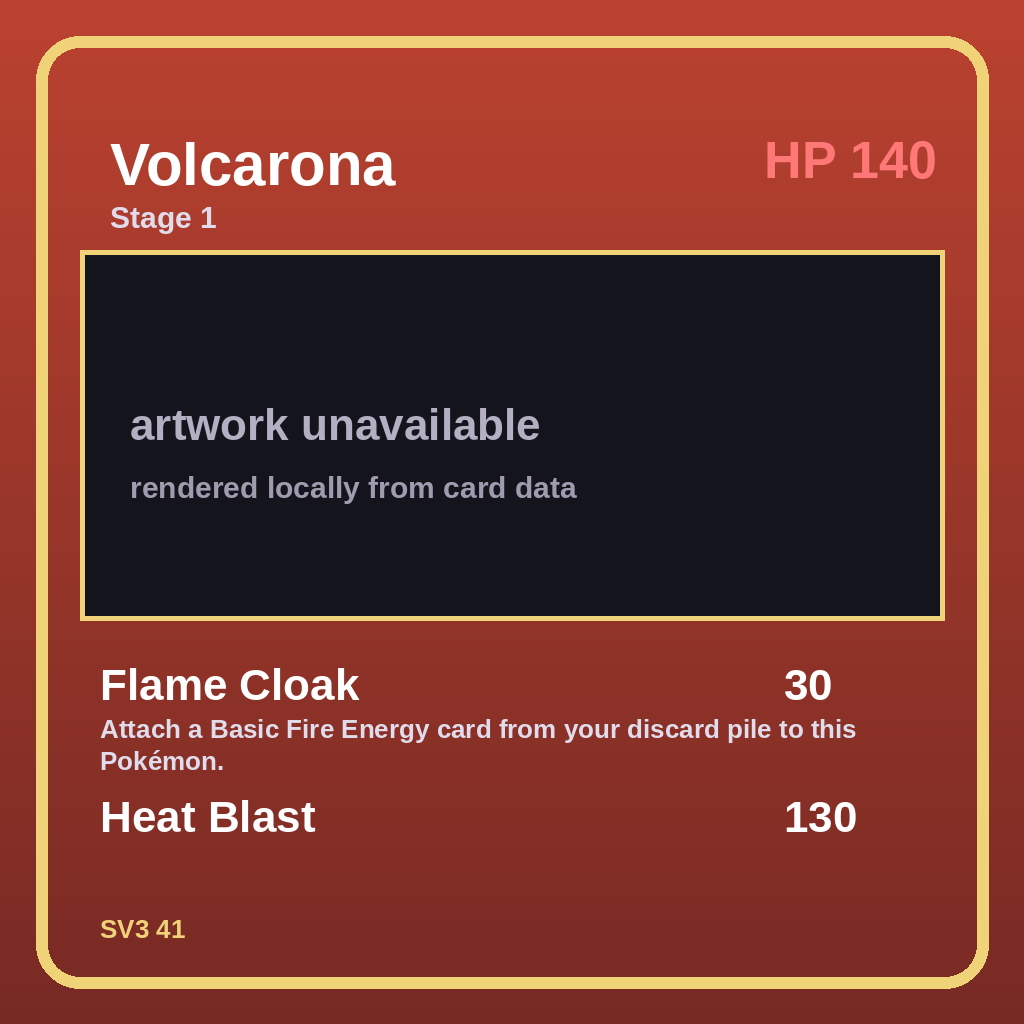 Volcarona
HP 140
Stage 1
artwork unavailable
rendered locally from card data
Flame Cloak 30
Attach a Basic Fire Energy card from your discard pile to this
Pokémon.
Heat Blast 130
SV3 41